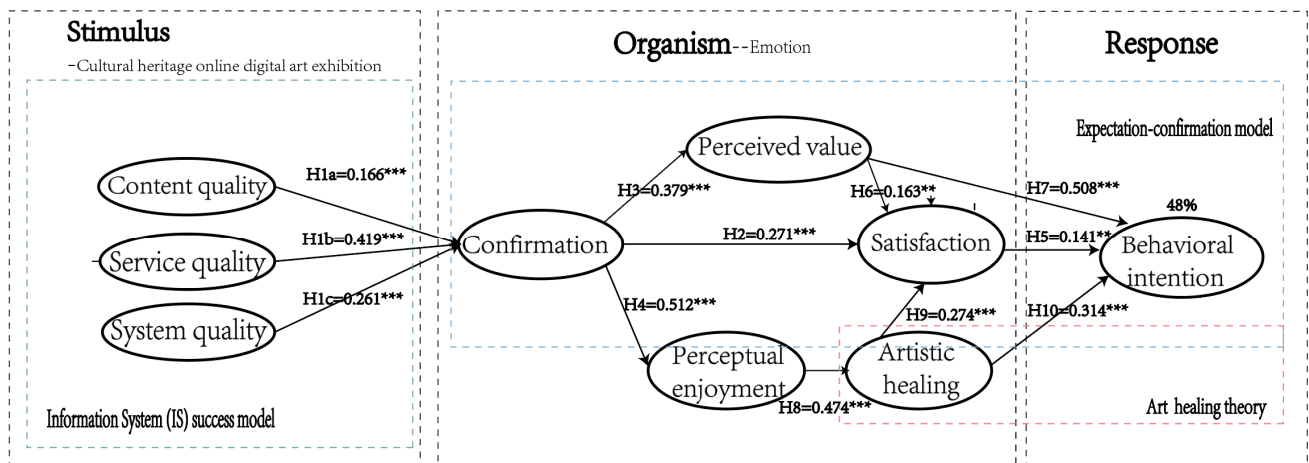 Stimulus
-Cultural heritage online digital art exhibition
Organism--Emotion
Response
Expectation-confirmation model
Content quality
Service quality
System quality
H1a=0.166***
H1b=0.419***
H1c=0.261***
Information System (IS) success model
Confirmation
H3=0.379***
H2=0.271***
H4=0.512***
Perceived value
H6=0.163**
Satisfaction
Perceptual
enjoyment
H8=0.474***
H9=0.274***
Artistic
healing
H7=0.508***
H5=0.141**
H10=0.314***
48%
Behavioral
intention
Art healing theory